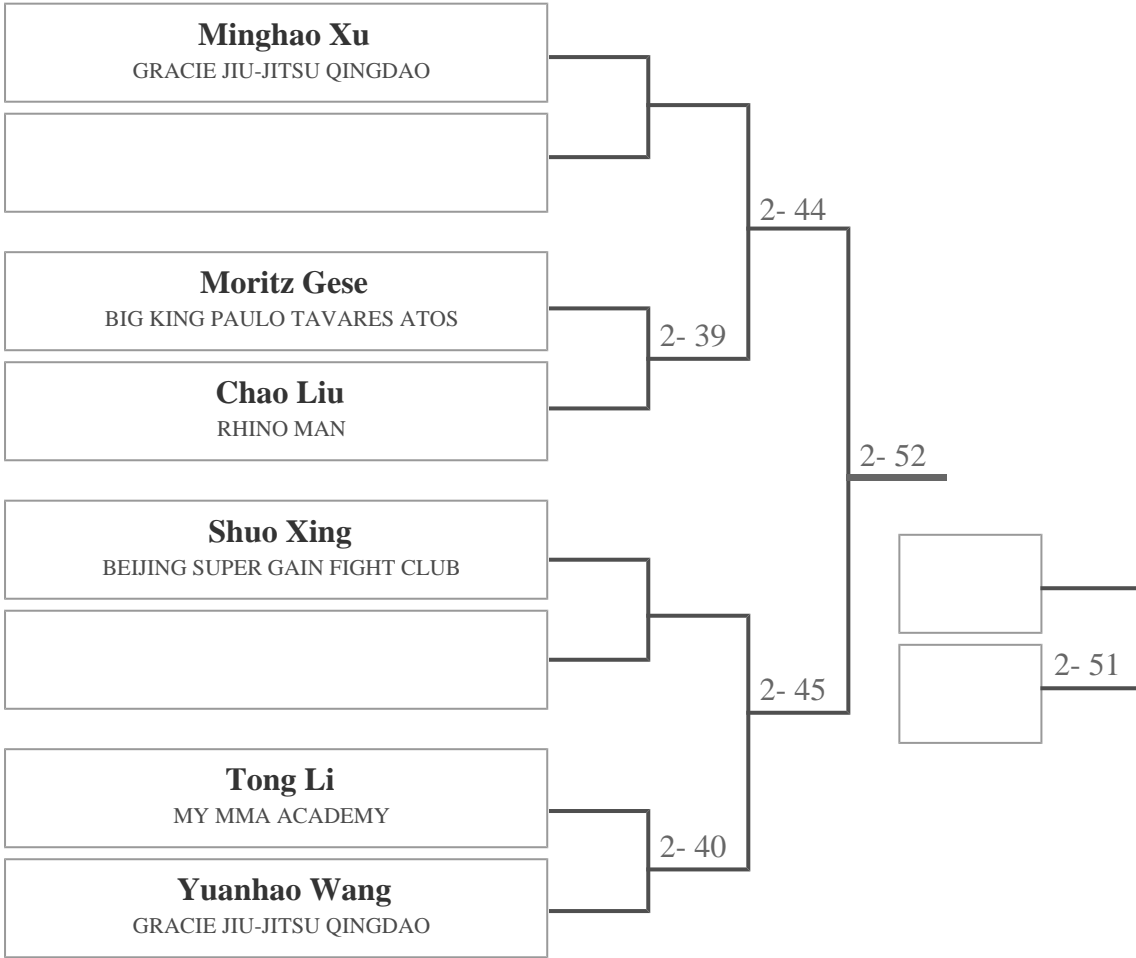 Minghao Xu
GRACIE JIU-JITSU QINGDAO
2- 44
Moritz Gese
BIG KING PAULO TAVARES ATOS
2- 39
Chao Liu
RHINO MAN
2- 52
Shuo Xing
BEIJING SUPER GAIN FIGHT CLUB
2- 51
2- 45
Tong Li
MY MMA ACADEMY
2- 40
Yuanhao Wang
GRACIE JIU-JITSU QINGDAO